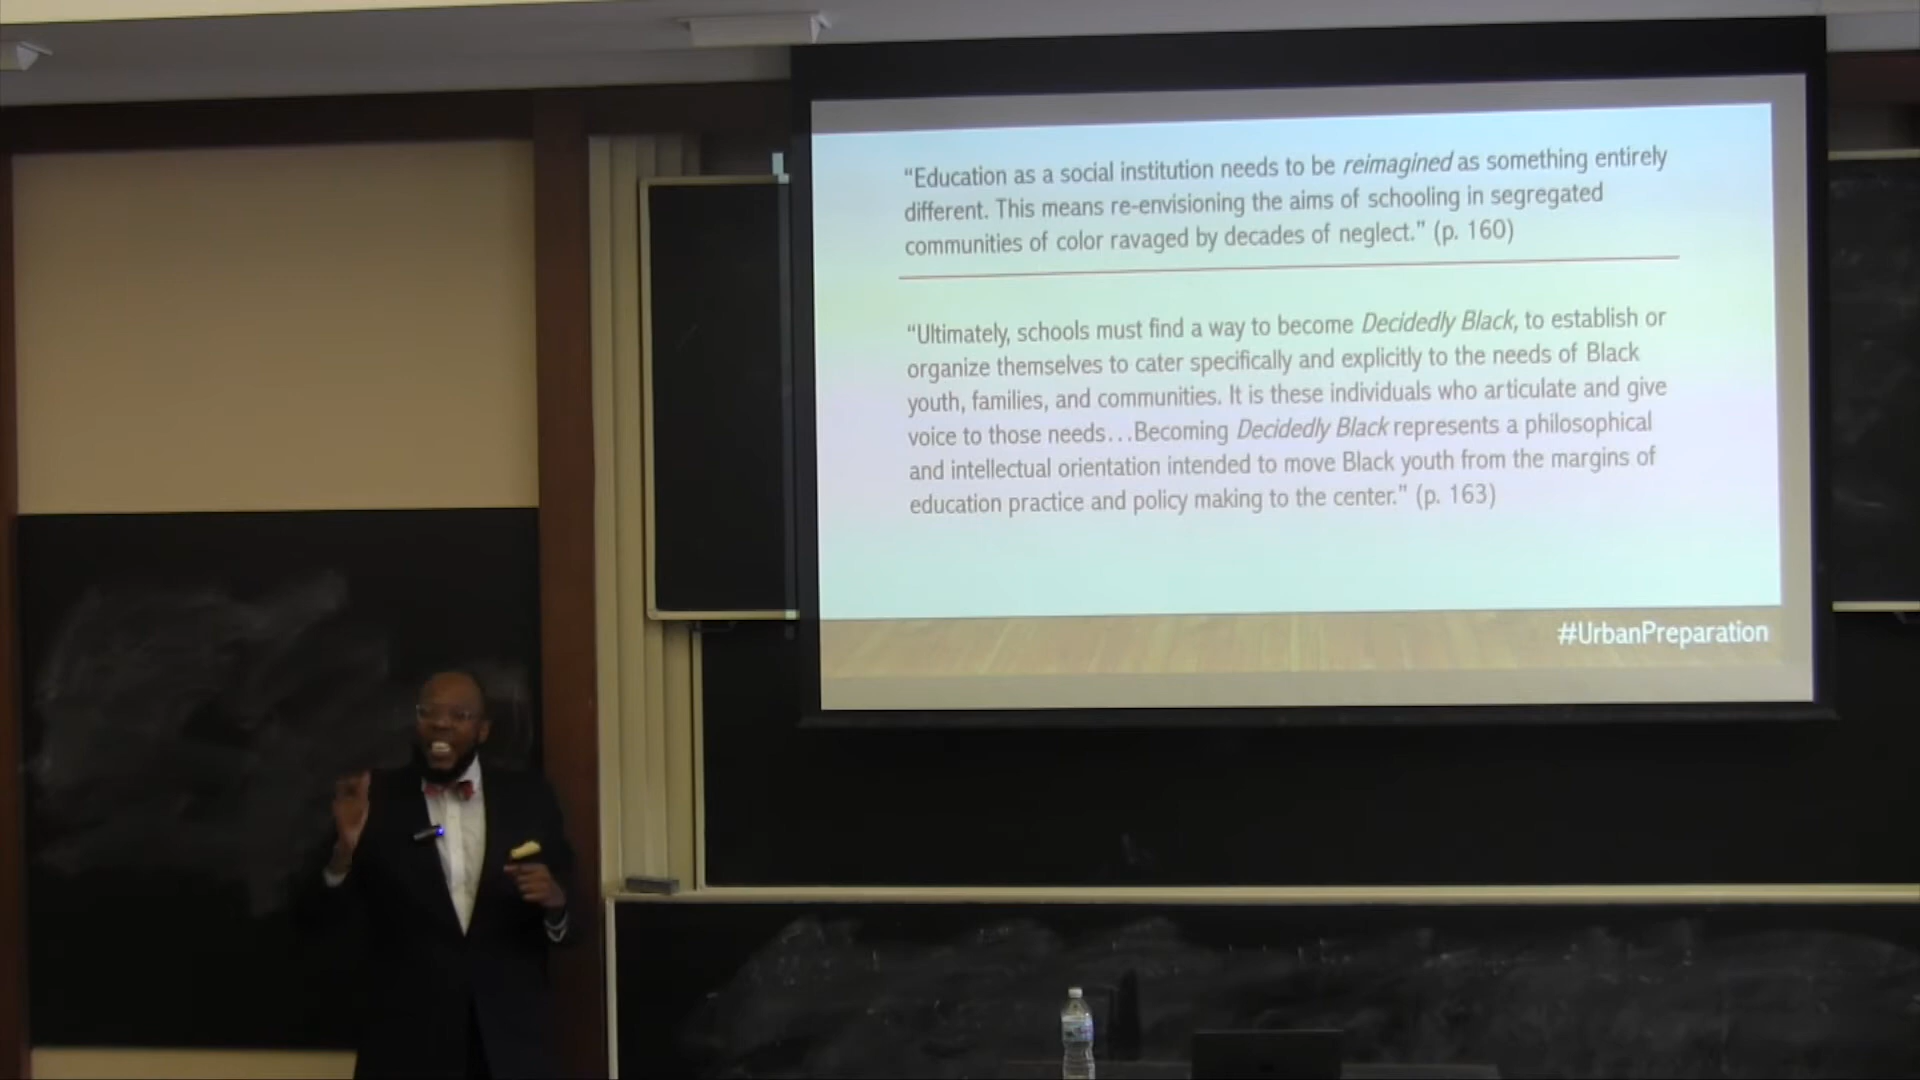 “Education as a social institution needs to be reimagined as something entirely
different. This means re-envisioning the aims of schooling in segregated
communities of color ravaged by decades of neglect.” (p. 160)
“Ultimately, schools must find a way to become Decidedly Black, to establish or
organize themselves to cater specifically and explicitly to the needs of Black
youth, families, and communities. It is these individuals who articulate and give
voice to those needs…Becoming Decidedly Black represents a philosophical
and intellectual orientation intended to move Black youth from the margins of
education practice and policy making to the center.” (p. 163)
#UrbanPreparation